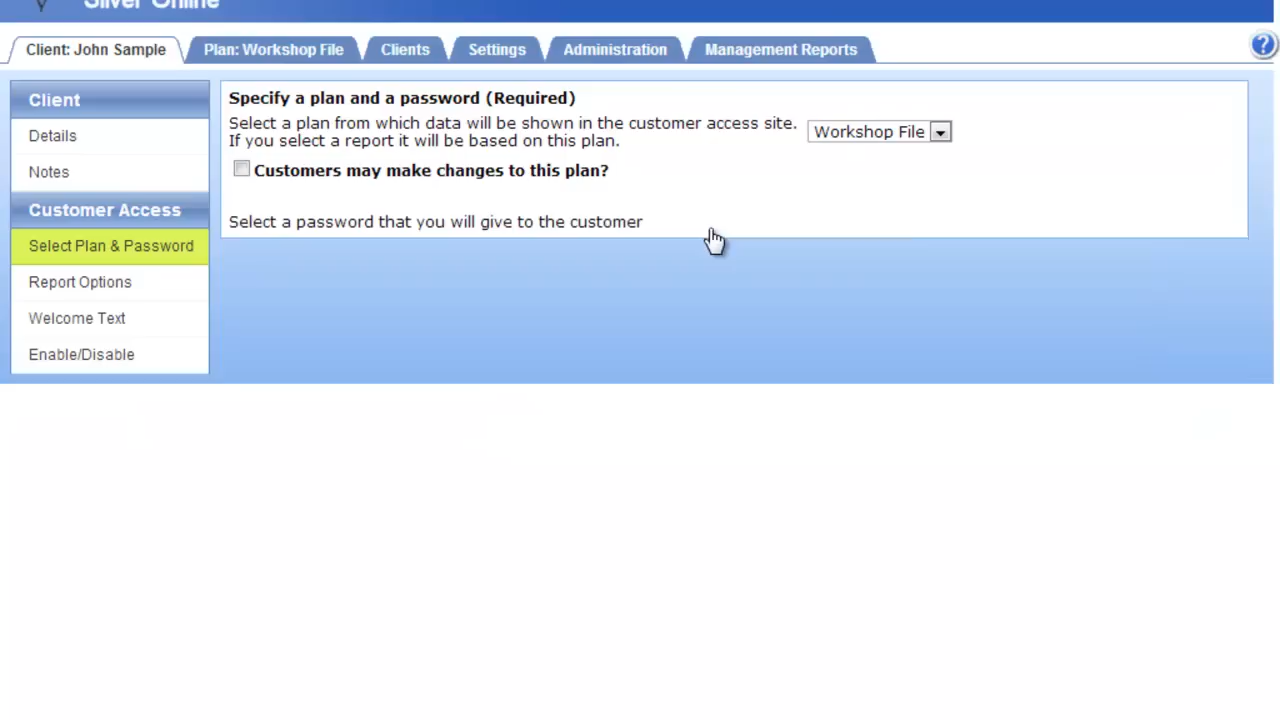 Silver Online
Client: John Sample
Plan: Workshop File
Clients
Settings
Administration
Management Reports
?
Client
Details
Notes
Customer Access
Select Plan & Password
Report Options
Welcome Text
Enable/Disable
Specify a plan and a password (Required)
Select a plan from which data will be shown in the customer access site.
If you select a report it will be based on this plan.
Workshop File
Customers may make changes to this plan?
Select a password that you will give to the customer